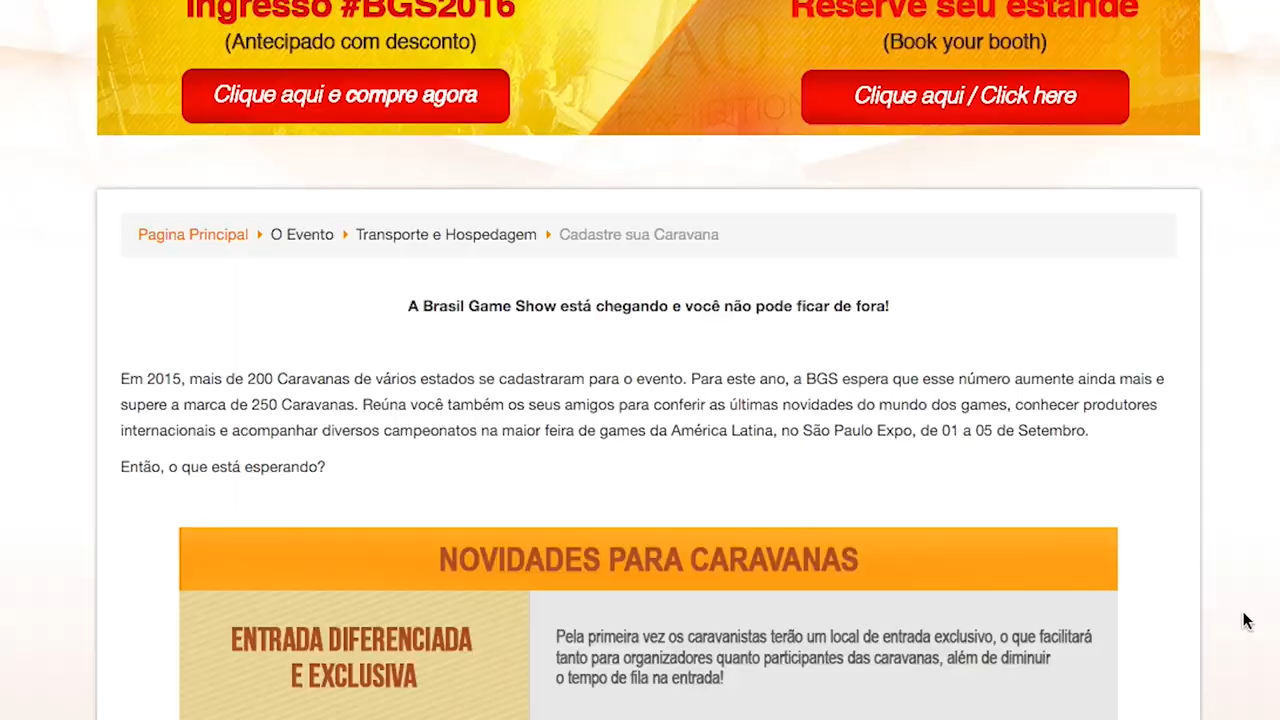 Ingresso #BGS2016
(Antecipado com desconto)
Clique aqui e compre agora
Reserve seu estande
(Book your booth)
Clique aqui / Click here
Pagina Principal
O Evento
Transporte e Hospedagem
Cadastre sua Caravana
A Brasil Game Show está chegando e você não pode ficar de fora!
Em 2015, mais de 200 Caravanas de vários estados se cadastraram para o evento. Para este ano, a BGS espera que esse número aumente ainda mais e
supere a marca de 250 Caravanas. Reúna você também os seus amigos para conferir as últimas novidades do mundo dos games, conhecer produtores
internacionais e acompanhar diversos campeonatos na maior feira de games da América Latina, no São Paulo Expo, de 01 a 05 de Setembro.
Então, o que está esperando?
NOVIDADES PARA CARAVANAS
ENTRADA DIFERENCIADA
E EXCLUSIVA
Pela primeira vez os caravanistas terão um local de entrada exclusivo, o que facilitará
tanto para organizadores quanto participantes das caravanas, além de diminuir
o tempo de fila na entrada!